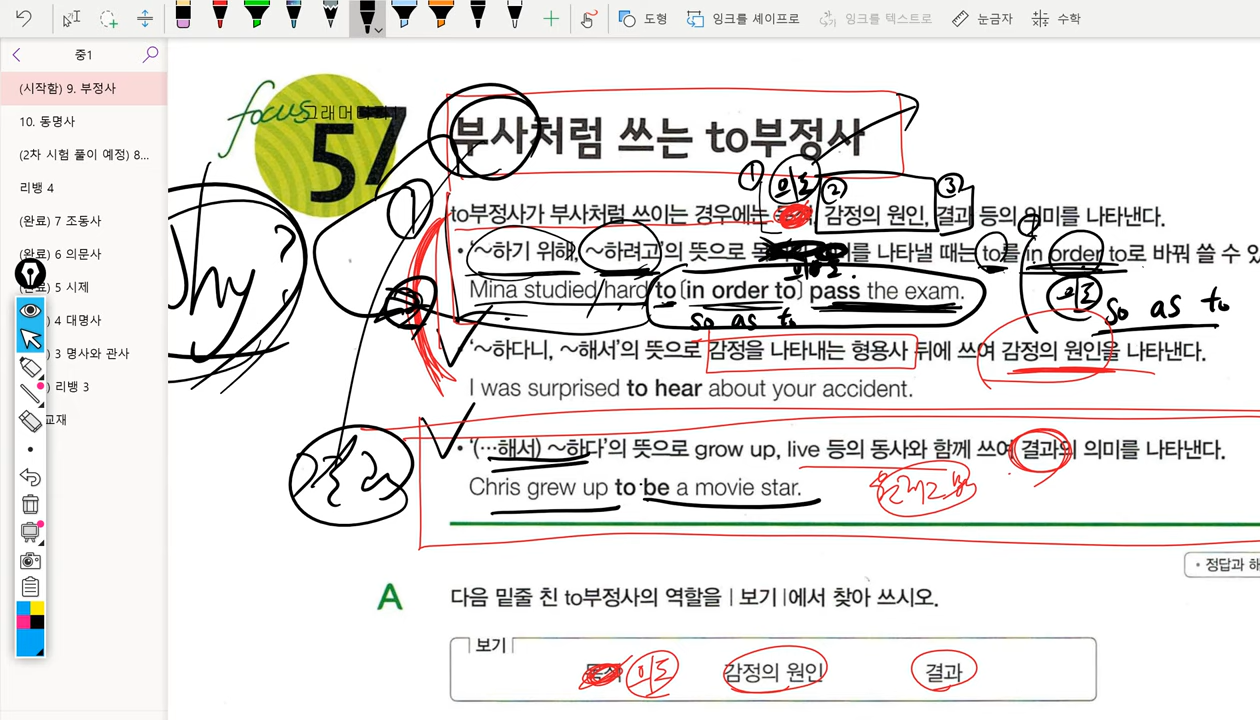 도형
잉크를 셰이프로
잉크를 텍스트로
눈금자
수학
중1
(시작함) 9. 부정사
10. 동명사
(2차 시험 풀이 예정) 8...
리뱅 4
(완료) 7 조동사
(완료) 6 의문사
5 시제
) 4 대명사
) 3 명사와 관사
) 리뱅 3
교재
focus
57
부사처럼 쓰는 to부정사
① 의도 ② ③
to부정사가 부사처럼 쓰이는 경우에는 감정의 원인, 결과 등의 의미를 나타낸다.
• '~하기 위해, ~하려고'의 뜻으로 나타낼 때는 to를 in order to로 바꿔 쓸 수 있
Mina studied hard to [in order to] pass the exam.
so as to
의도
so as to
Why ?
• '~하다니, ~해서'의 뜻으로 감정을 나타내는 형용사 뒤에 쓰여 감정의 원인을 나타낸다.
I was surprised to hear about your accident.
• '(…해서) ~하다'의 뜻으로 grow up, live 등의 동사와 함께 쓰여 결과의 의미를 나타낸다.
Chris grew up to be a movie star.
결과
• 정답과 해
A 다음 밑줄 친 to부정사의 역할을 | 보기 |에서 찾아 쓰시오.
보기
의도 감정의 원인 결과